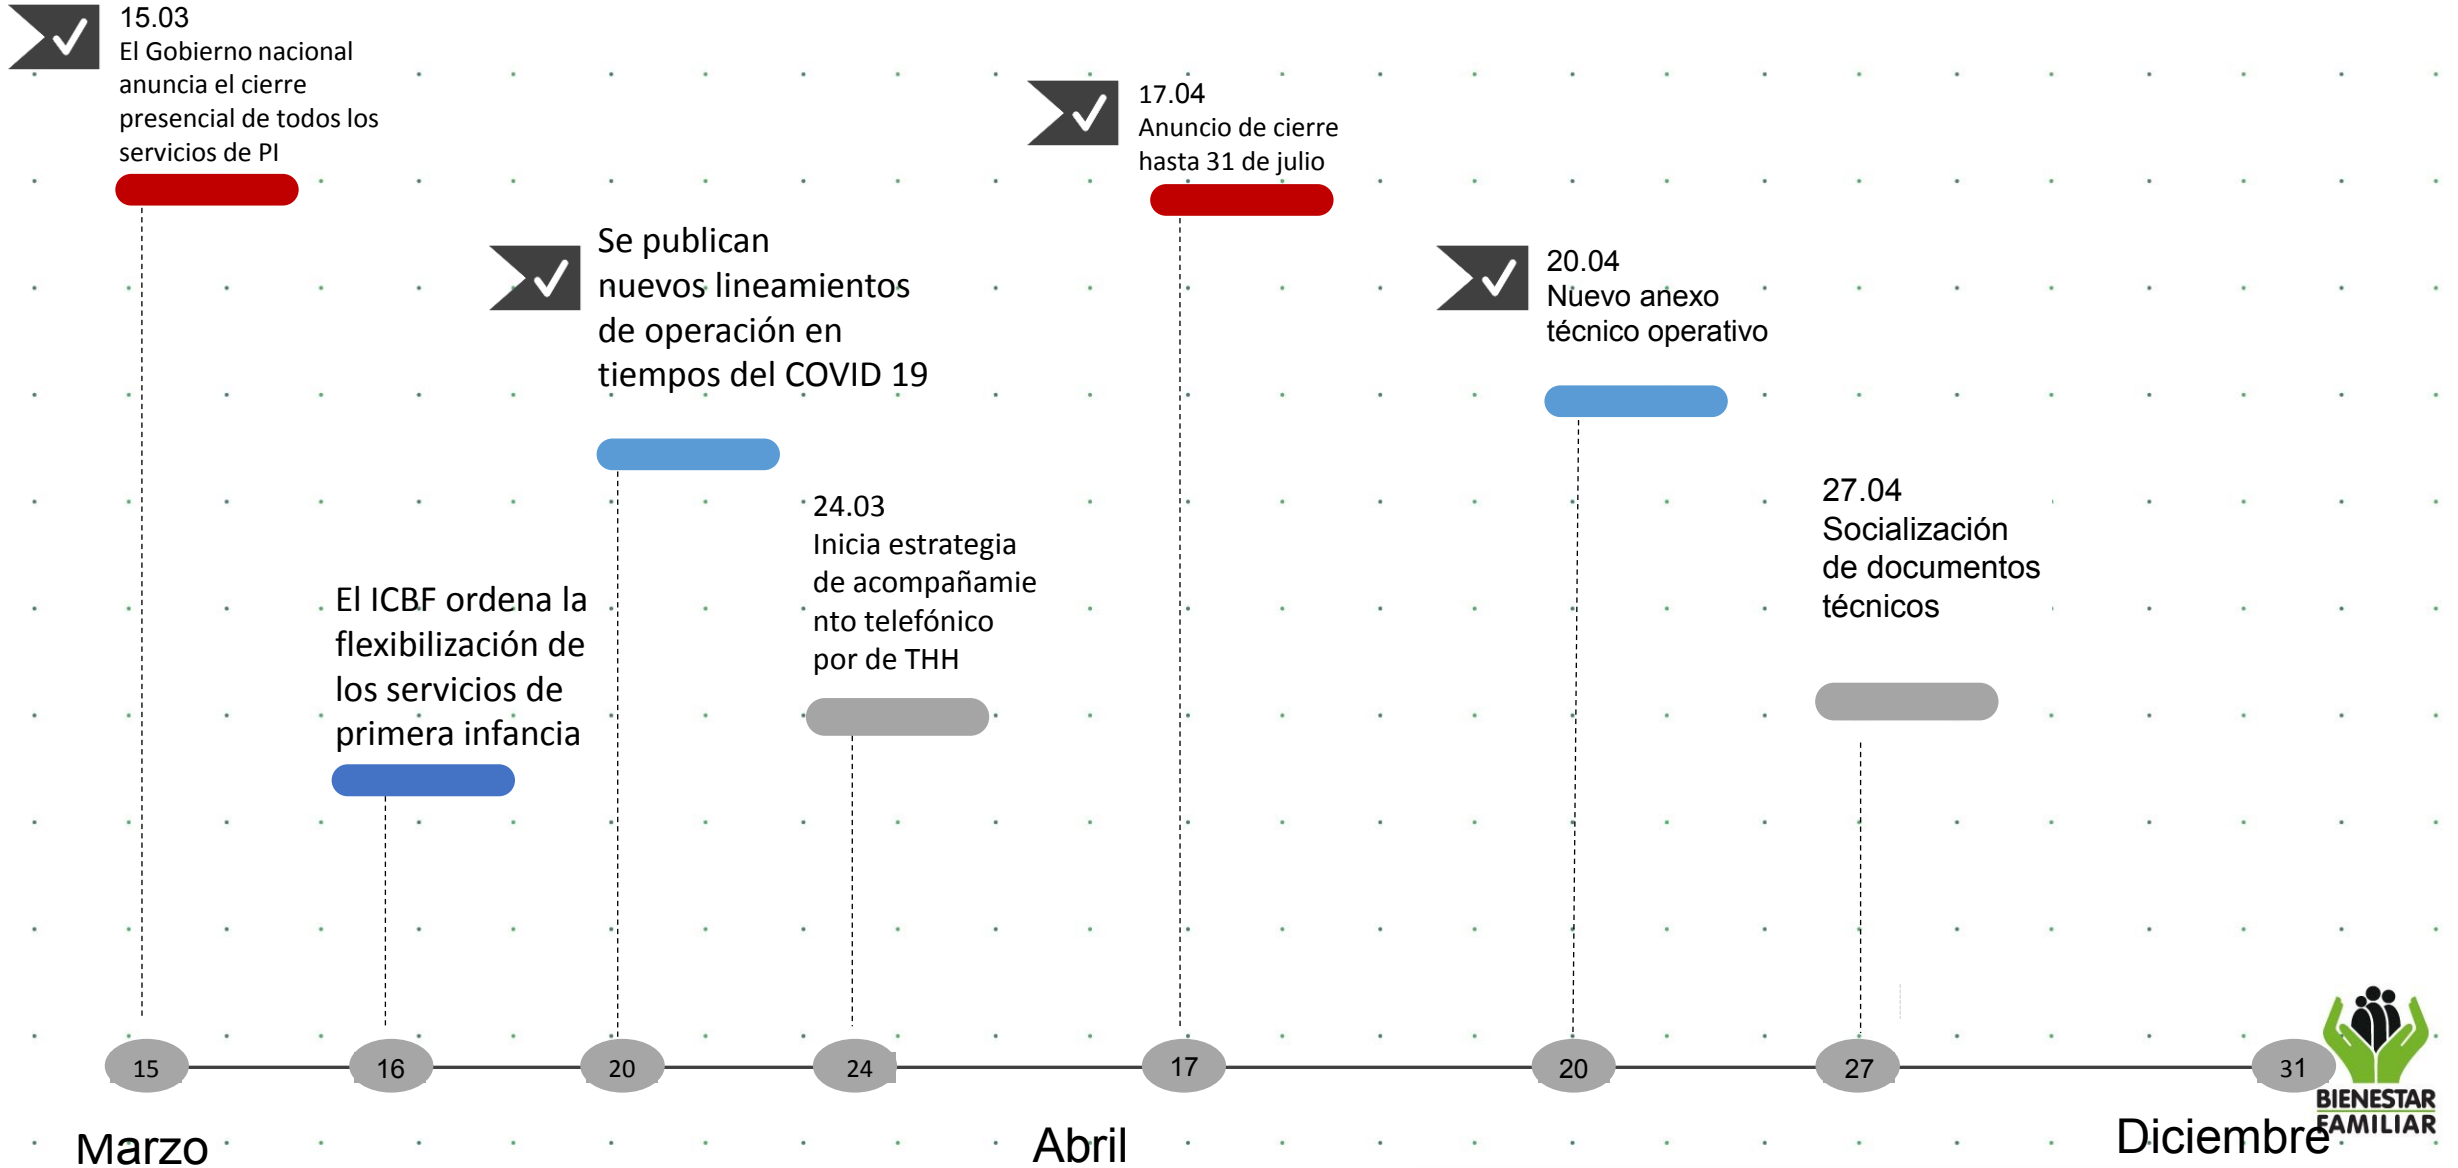 15.03
El Gobierno nacional
anuncia el cierre
presencial de todos los
servicios de PI
17.04
Anuncio de cierre
hasta 31 de julio
Se publican
nuevos lineamientos
de operación en
tiempos del COVID 19
20.04
Nuevo anexo
técnico operativo
24.03
Inicia estrategia
de acompañamie
nto telefónico
por de THH
27.04
Socialización
de documentos
técnicos
El ICBF ordena la
flexibilización de
los servicios de
primera infancia
15
16
20
24
17
20
27
31
BIENESTAR
FAMILIAR
Marzo
Abril
Diciembre